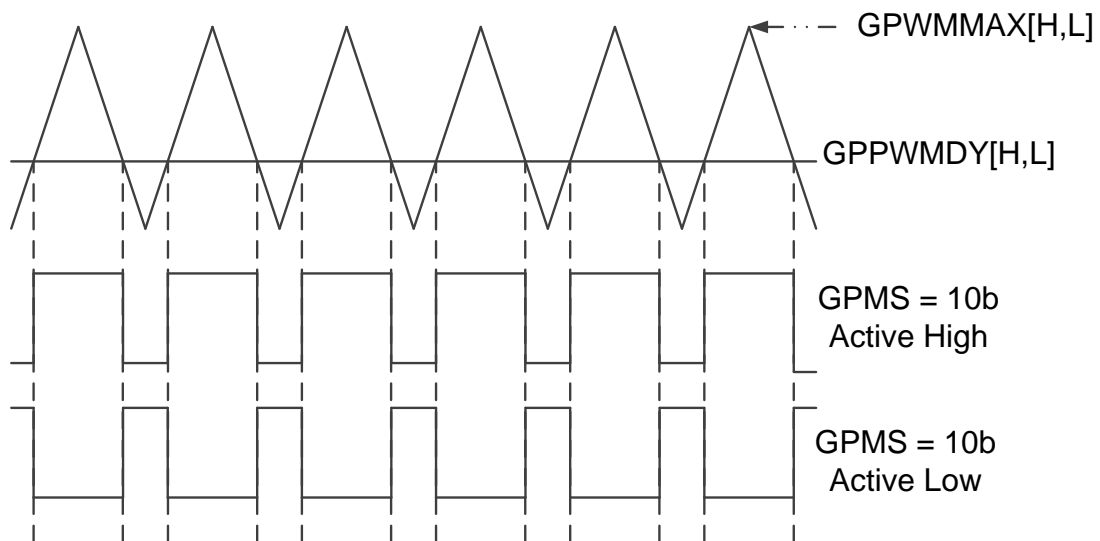 GPWMMAX[H,L]
GPPWMDY[H,L]
GPMS = 10b
Active High
GPMS = 10b
Active Low